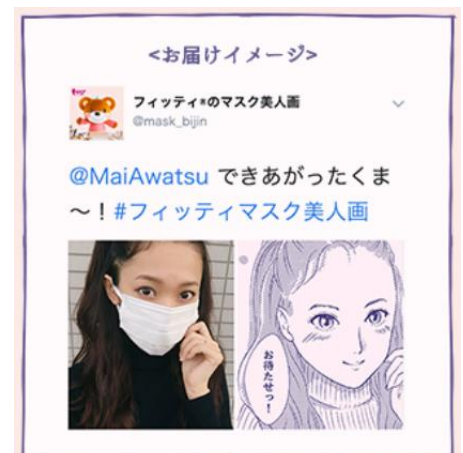 <お届けイメージ>
フィッティ®のマスク美人画
@mask_bijin
@MaiAwatsu できあがったくま
～！#フィッティマスク美人画
お待たせっ！